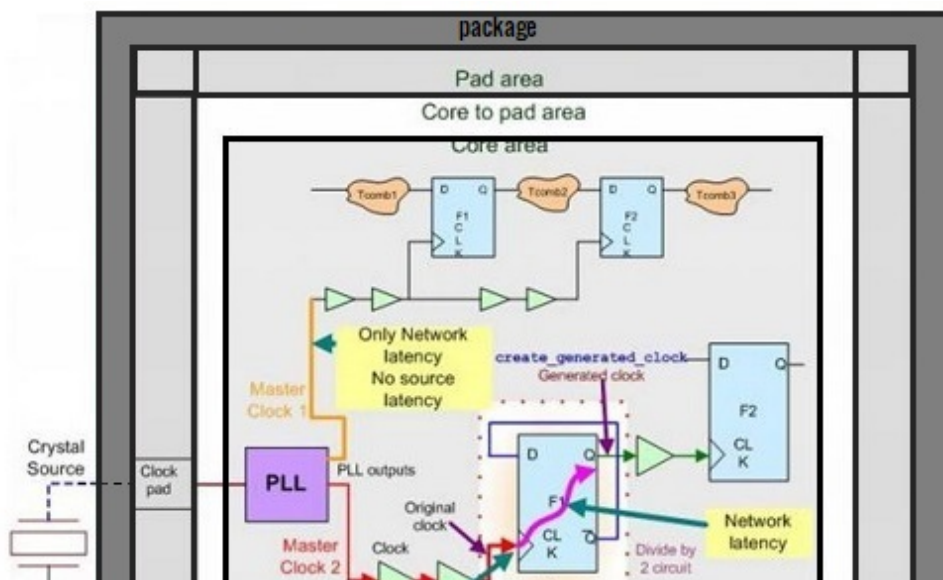 package
Pad area
Core to pad area
Core area
Tcomb1
D Q
F1
C
L
K
Tcomb2
D Q
F2
C
L
K
Tcomb3
Only Network
latency
No source
latency
Master
Clock 1
create_generated_clock
Generated clock
D Q
F2
CL
K
Crystal
Source
Clock
pad
PLL
PLL outputs
Original
clock
D Q
F1
CL
K
Q
Network
latency
Divide by
2 circuit
Master
Clock 2
Clock